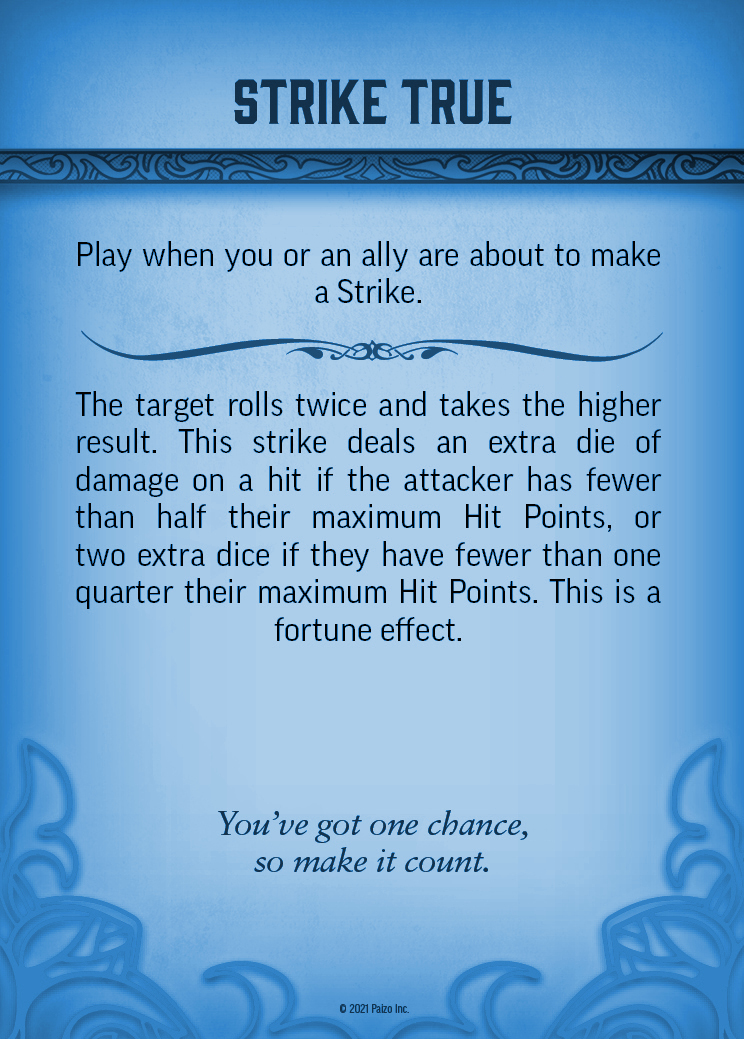 STRIKE TRUE
Play when you or an ally are about to make
a Strike.
The target rolls twice and takes the higher
result. This strike deals an extra die of
damage on a hit if the attacker has fewer
than half their maximum Hit Points, or
two extra dice if they have fewer than one
quarter their maximum Hit Points. This is a
fortune effect.
You’ve got one chance,
so make it count.
© 2021 Paizo Inc.